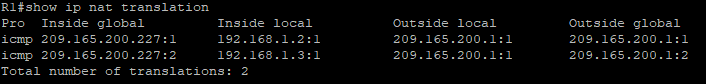 R1#show ip nat translation
Pro  Inside global         Inside local       Outside local      Outside global
icmp 209.165.200.227:1     192.168.1.2:1      209.165.200.1:1    209.165.200.1:1
icmp 209.165.200.227:2     192.168.1.3:1      209.165.200.1:1    209.165.200.1:2
Total number of translations: 2